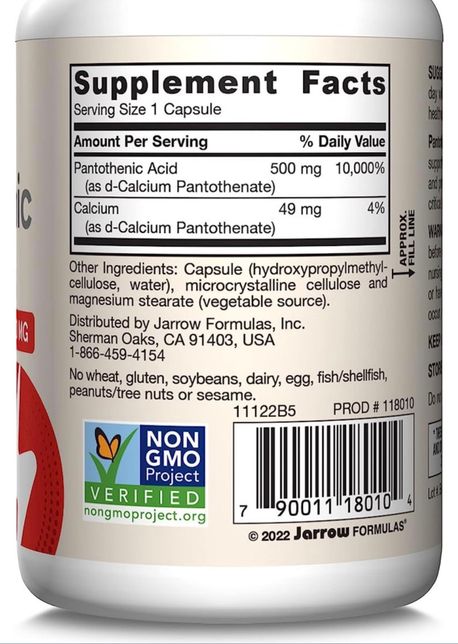 Supplement Facts
Serving Size 1 Capsule
Amount Per Serving % Daily Value
Pantothenic Acid 500 mg 10,000%
(as d-Calcium Pantothenate)
Calcium 49 mg 4%
(as d-Calcium Pantothenate)
APPROX.
FILL LINE
Other Ingredients: Capsule (hydroxypropylmethyl-
cellulose, water), microcrystalline cellulose and
magnesium stearate (vegetable source).
Distributed by Jarrow Formulas, Inc.
Sherman Oaks, CA 91403, USA
1-866-459-4154
No wheat, gluten, soybeans, dairy, egg, fish/shellfish,
peanuts/tree nuts or sesame.
11122B5 PROD # 118010
NON
GMO
Project
VERIFIED
nongmoproject.org
7 90011 18010 4
© 2022 Jarrow FORMULAS®
ic
MG
KEEP